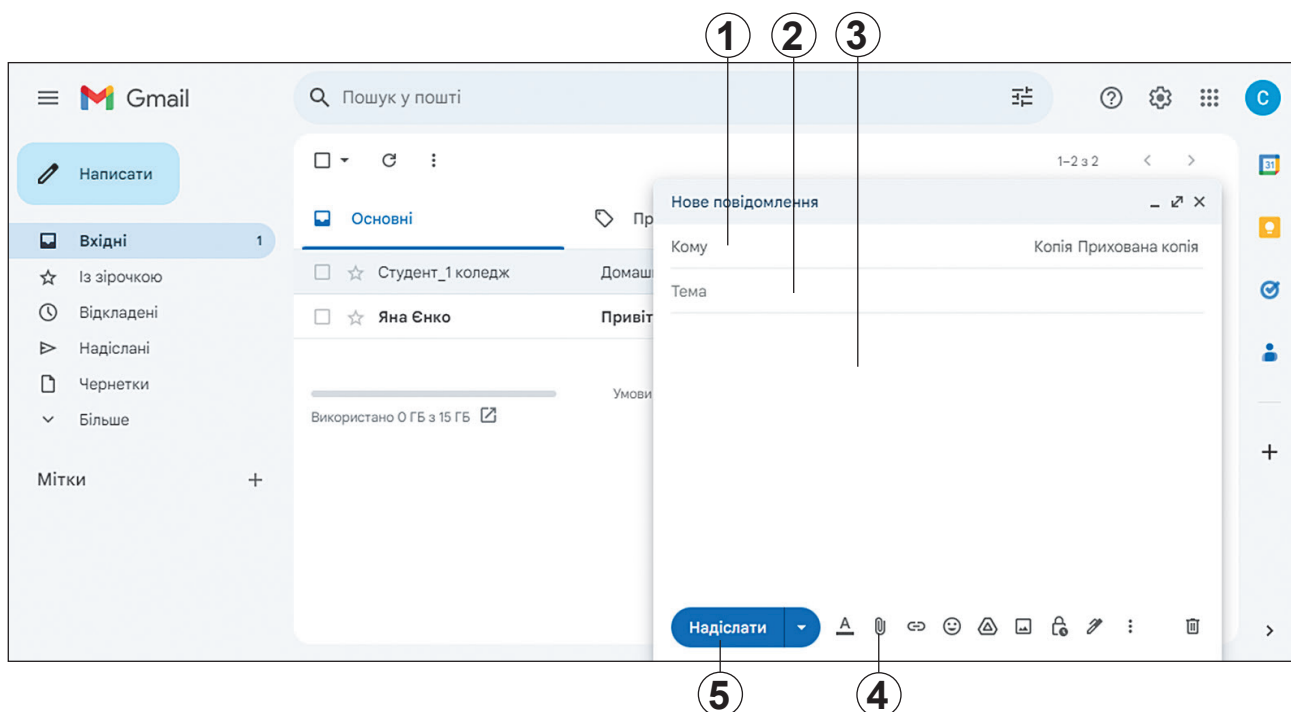 1 2 3
Gmail
Пошук у пошті
С
Написати
1–2 з 2
31
Вхідні 1
Із зірочкою
Відкладені
Надіслані
Чернетки
Більше
Мітки
Основні
Пр
Студент_1 коледж Домаш
Яна Єнко Привіт
Умови
Використано 0 ГБ з 15 ГБ
Нове повідомлення
Кому Копія Прихована копія
Тема
Надіслати
A
5 4